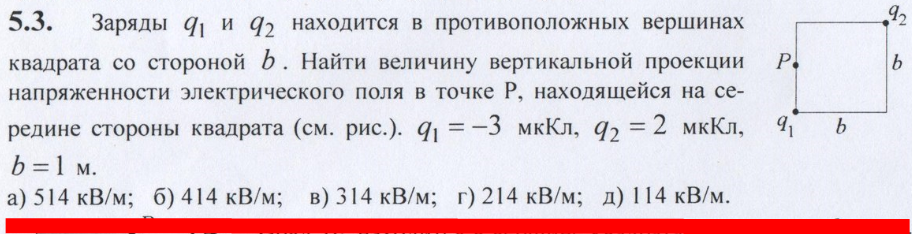 5.3. Заряды q₁ и q₂ находится в противоположных вершинах
квадрата со стороной b . Найти величину вертикальной проекции
напряженности электрического поля в точке P, находящейся на се-
редине стороны квадрата (см. рис.). q₁ = −3 мкКл, q₂ = 2 мкКл,
b = 1 м.
а) 514 кВ/м; б) 414 кВ/м; в) 314 кВ/м; г) 214 кВ/м; д) 114 кВ/м.
q₂
P
b
q₁
b